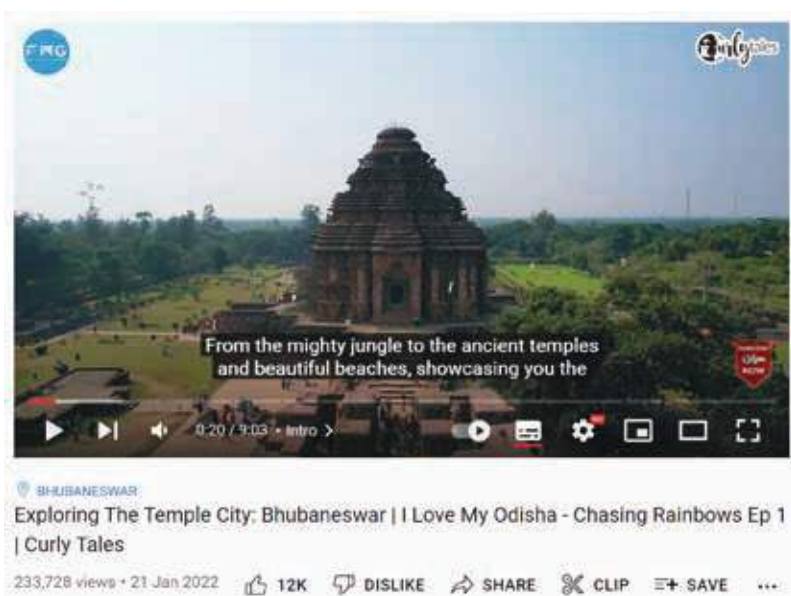 FMG
Curly tales
From the mighty jungle to the ancient temples
and beautiful beaches, showcasing you the
NOW
0:20 / 9:03 • Intro >
BHUBANESWAR
Exploring The Temple City: Bhubaneswar | I Love My Odisha - Chasing Rainbows Ep 1
| Curly Tales
233,728 views • 21 Jan 2022 12K DISLIKE SHARE CLIP SAVE ...